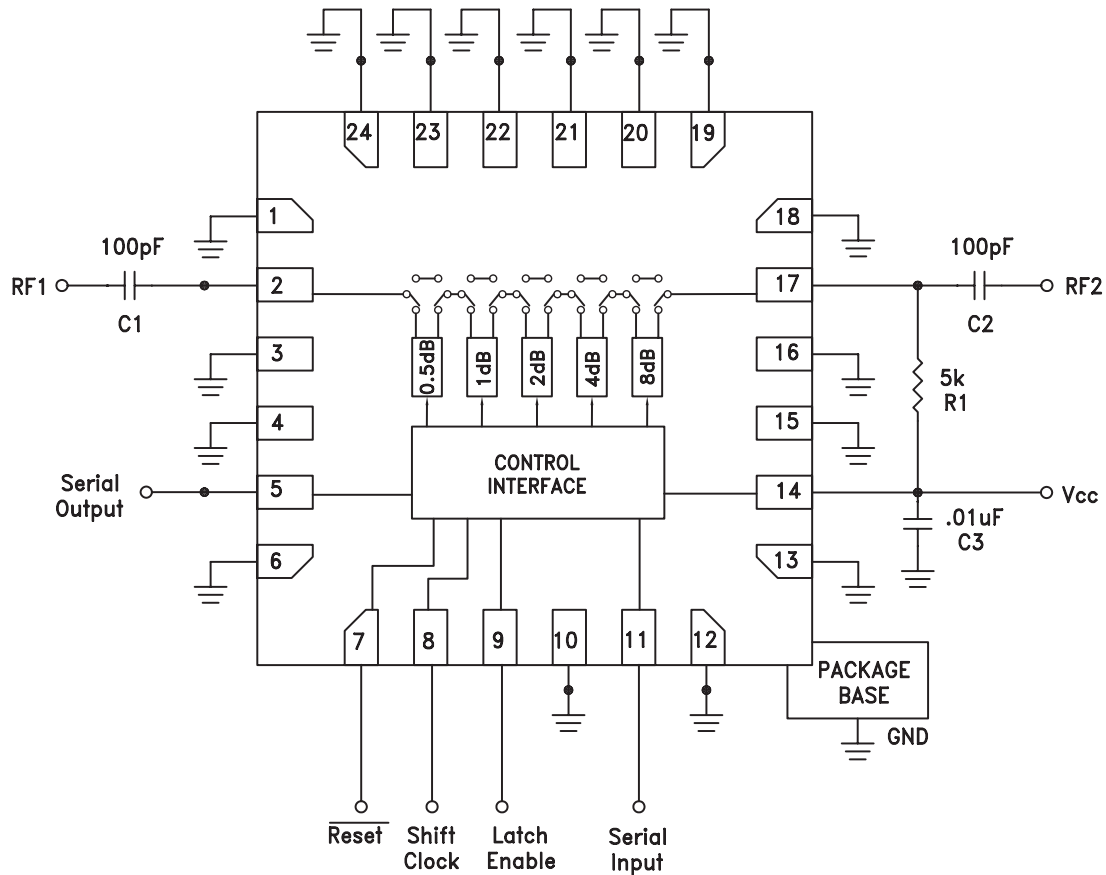 24 23 22 21 20 19
1
18
100pF
100pF
RF1
2
17
RF2
C1
C2
3
16
0.5dB 1dB 2dB 4dB 8dB
5k
R1
4
15
CONTROL
INTERFACE
Serial
Output
5
14
Vcc
.01uF
C3
6
13
7 8 9 10 11 12
PACKAGE
BASE
GND
Reset
Shift
Clock
Latch
Enable
Serial
Input